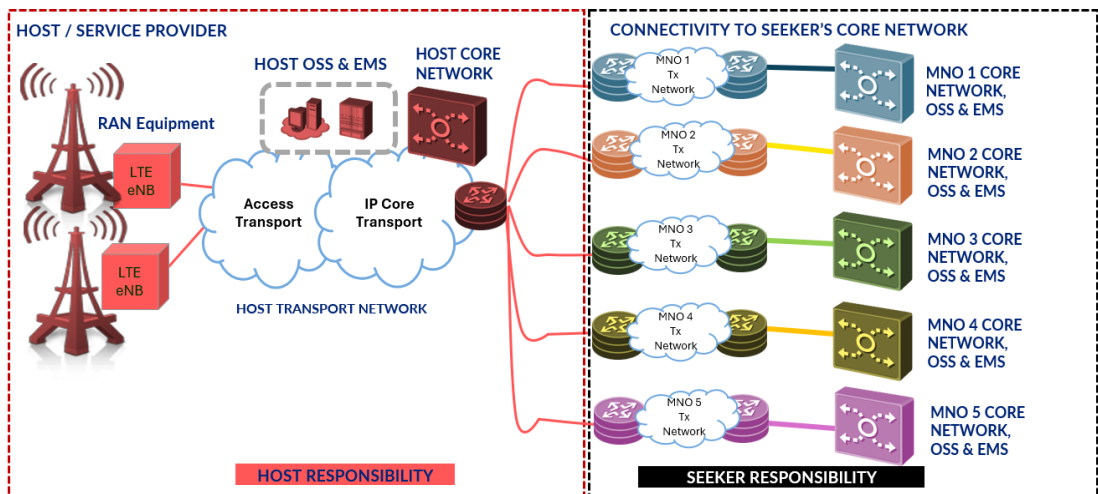 HOST / SERVICE PROVIDER
HOST OSS & EMS
HOST CORE
NETWORK
RAN Equipment
LTE
eNB
LTE
eNB
Access
Transport
IP Core
Transport
HOST TRANSPORT NETWORK
HOST RESPONSIBILITY
CONNECTIVITY TO SEEKER'S CORE NETWORK
MNO 1
Tx
Network
MNO 1 CORE
NETWORK,
OSS & EMS
MNO 2
Tx
Network
MNO 2 CORE
NETWORK,
OSS & EMS
MNO 3
Tx
Network
MNO 3 CORE
NETWORK,
OSS & EMS
MNO 4
Tx
Network
MNO 4 CORE
NETWORK,
OSS & EMS
MNO 5
Tx
Network
MNO 5 CORE
NETWORK,
OSS & EMS
SEEKER RESPONSIBILITY